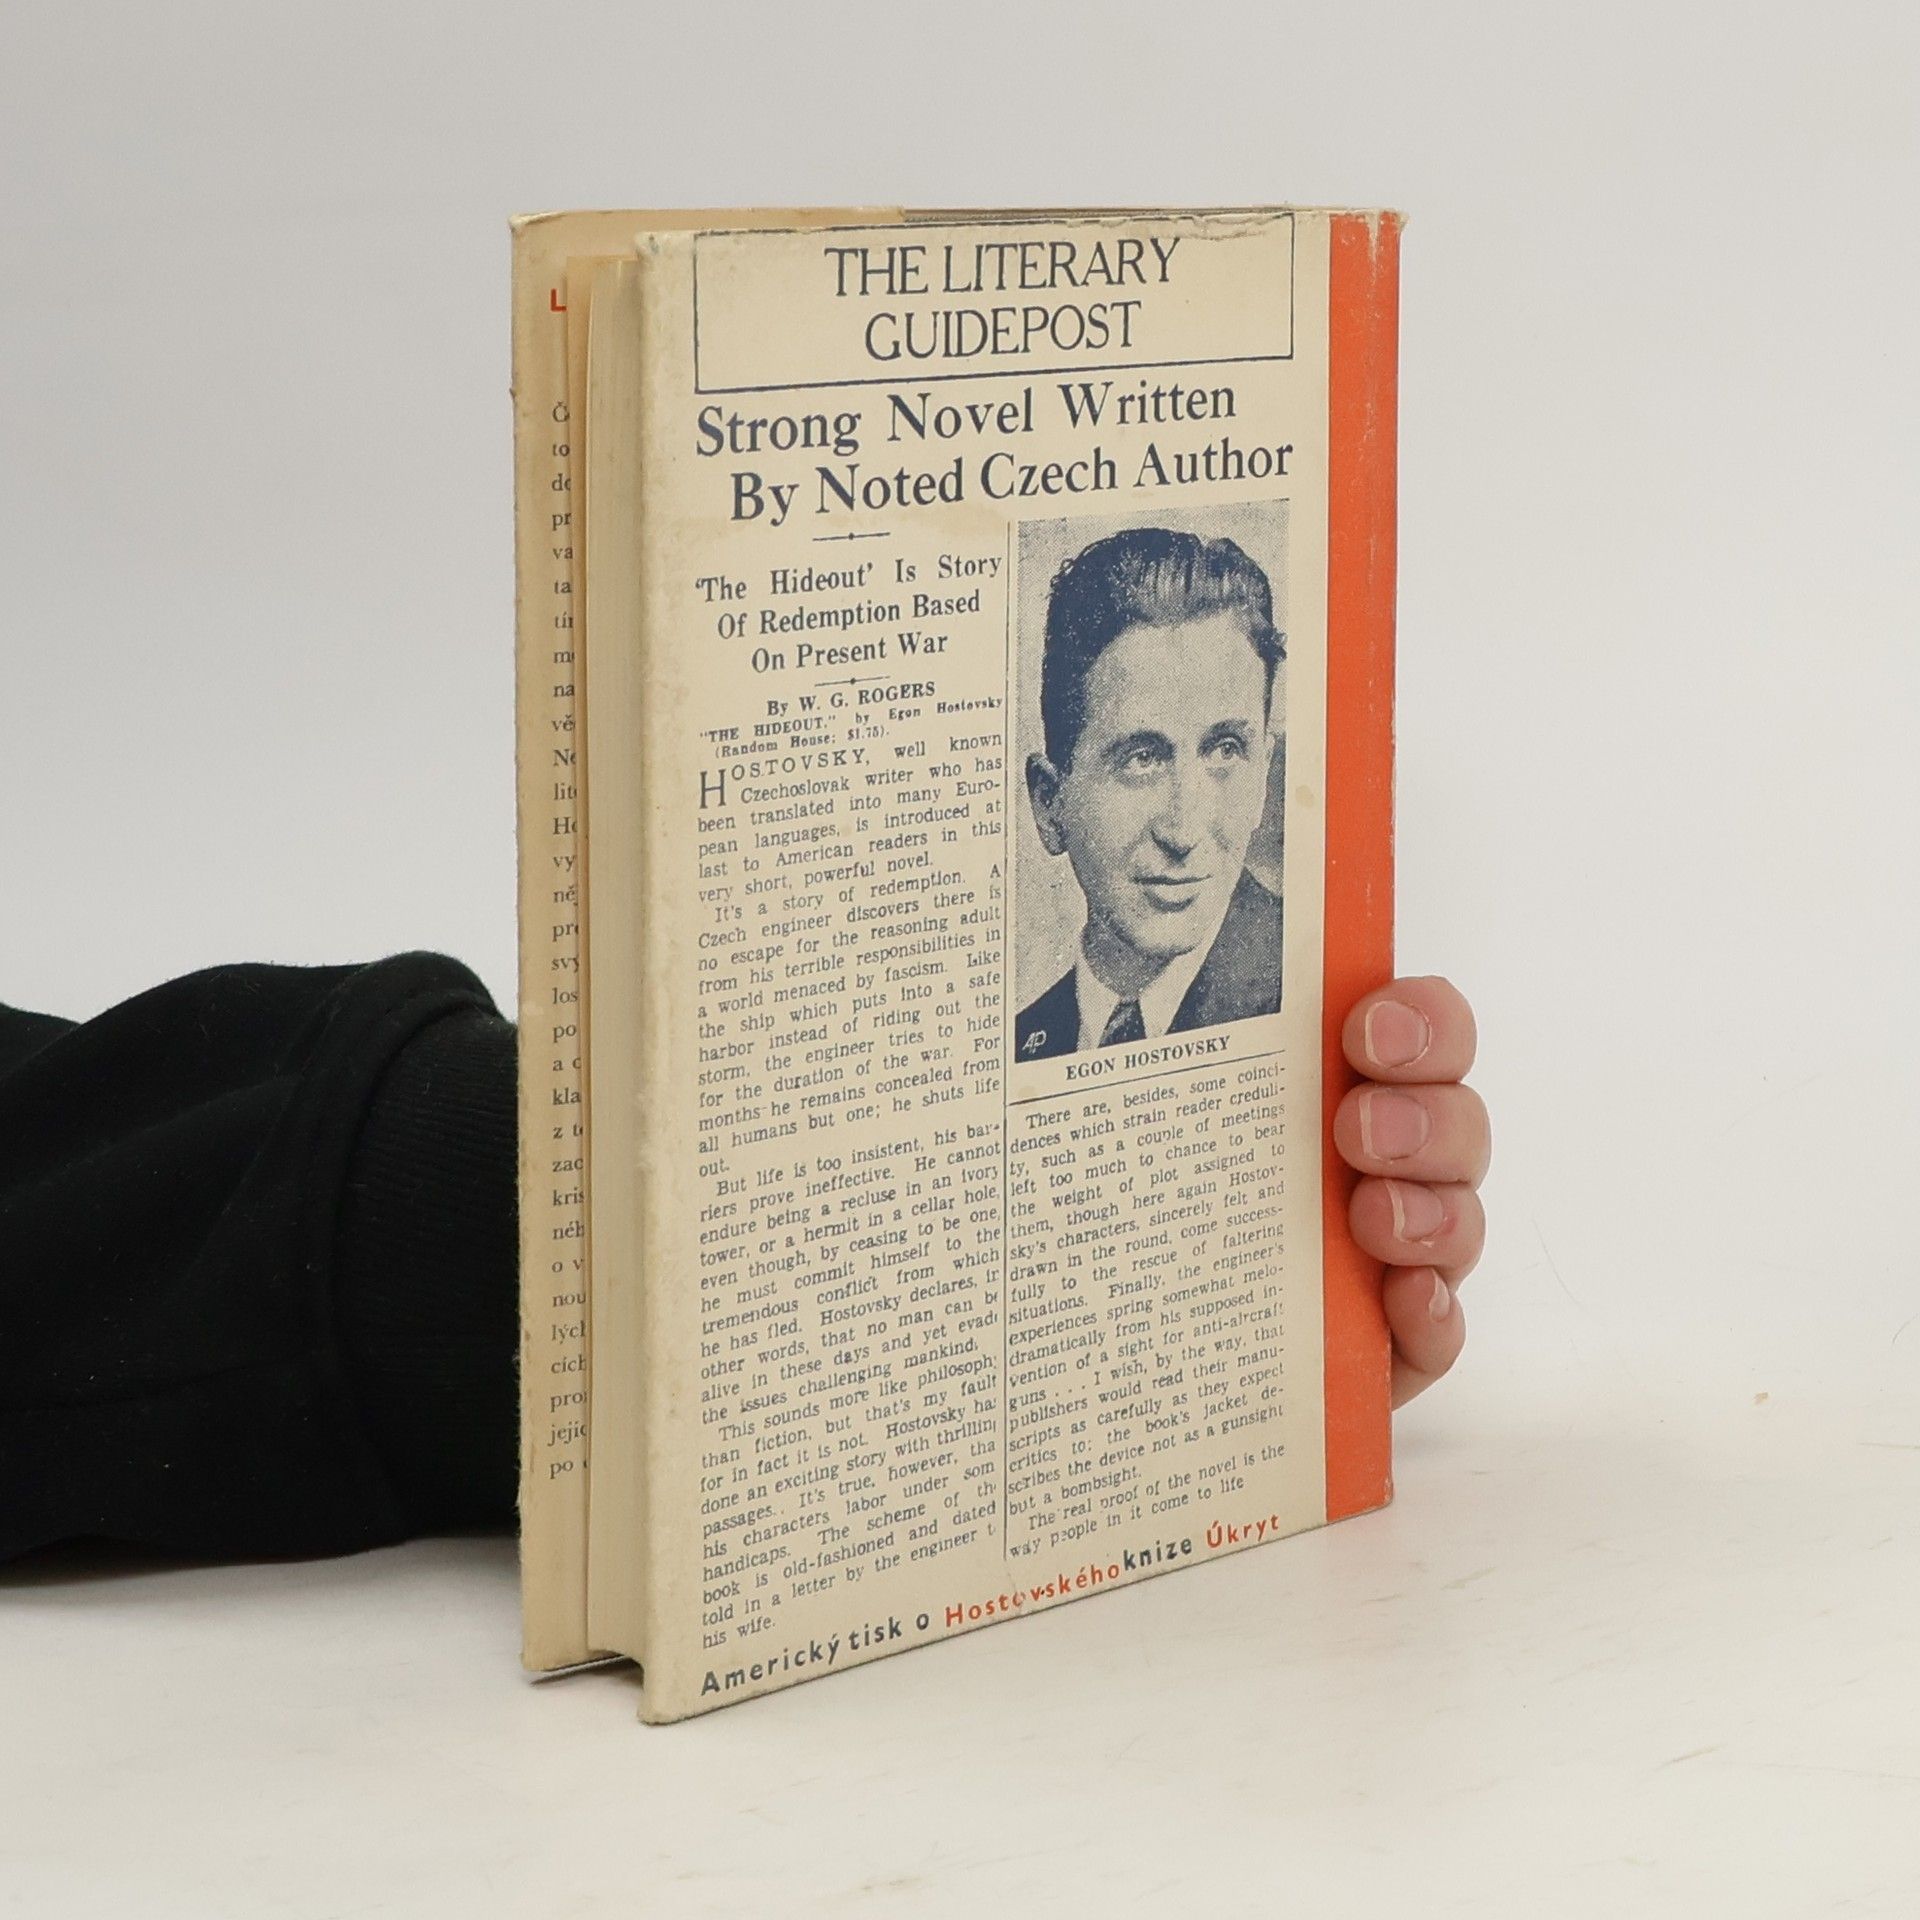 L
Č
to
pr
va
ta
na
lit
vy
ně
los
po
kla
kris
něh
o v
nou
cích
po
THE LITERARY
GUIDEPOST
Strong Novel Written
By Noted Czech Author
'The Hideout' Is Story
Of Redemption Based
On Present War
By W. G. ROGERS
"THE HIDEOUT." by Egon Hostovsky
(Random House; $1.75).
HOSTOVSKY, well known
Czechoslovak writer who has
been translated into many Euro-
pean languages, is introduced at
last to American readers in this
very short, powerful novel.
It's a story of redemption. A
Czech engineer discovers there is
no escape for the reasoning adult
from his terrible responsibilities in
a world menaced by fascism. Like
the ship which puts into a safe
harbor instead of riding out the
storm, the engineer tries to hide
for the duration of the war. For
months he remains concealed from
all humans but one; he shuts life
out.
But life is too insistent, his bar-
riers prove ineffective. He cannot
endure being a recluse in an ivory
tower, or a hermit in a cellar hole,
even though, by ceasing to be one,
he must commit himself to the
tremendous conflict from which
he has fled. Hostovsky declares, in
other words, that no man can be
alive in these days and yet evade
the issues challenging mankind.
This sounds more like philosophy
than fiction, but that's my fault
for in fact it is not. Hostovsky has
done an exciting story with thrilling
passages. It's true, however, tha
his characters labor under som
handicaps. The scheme of the
book is old-fashioned and dated
told in a letter by the engineer t
his wife.
AP
EGON HOSTOVSKY
There are, besides, some coinci-
dences which strain reader creduli-
ty, such as a couple of meetings
left too much to chance to bear
the weight of plot assigned to
them, though here again Hostov-
sky's characters, sincerely felt and
drawn in the round, come success-
fully to the rescue of faltering
situations. Finally, the engineer's
experiences spring somewhat melo-
dramatically from his supposed in-
vention of a sight for anti-aircraft
guns . . . I wish, by the way, that
publishers would read their manu-
scripts as carefully as they expect
critics to: the book's jacket de-
scribes the device not as a gunsight
but a bombsight.
The real proof of the novel is the
way people in it come to life
Americký tisk o Hostovského knize Úkryt